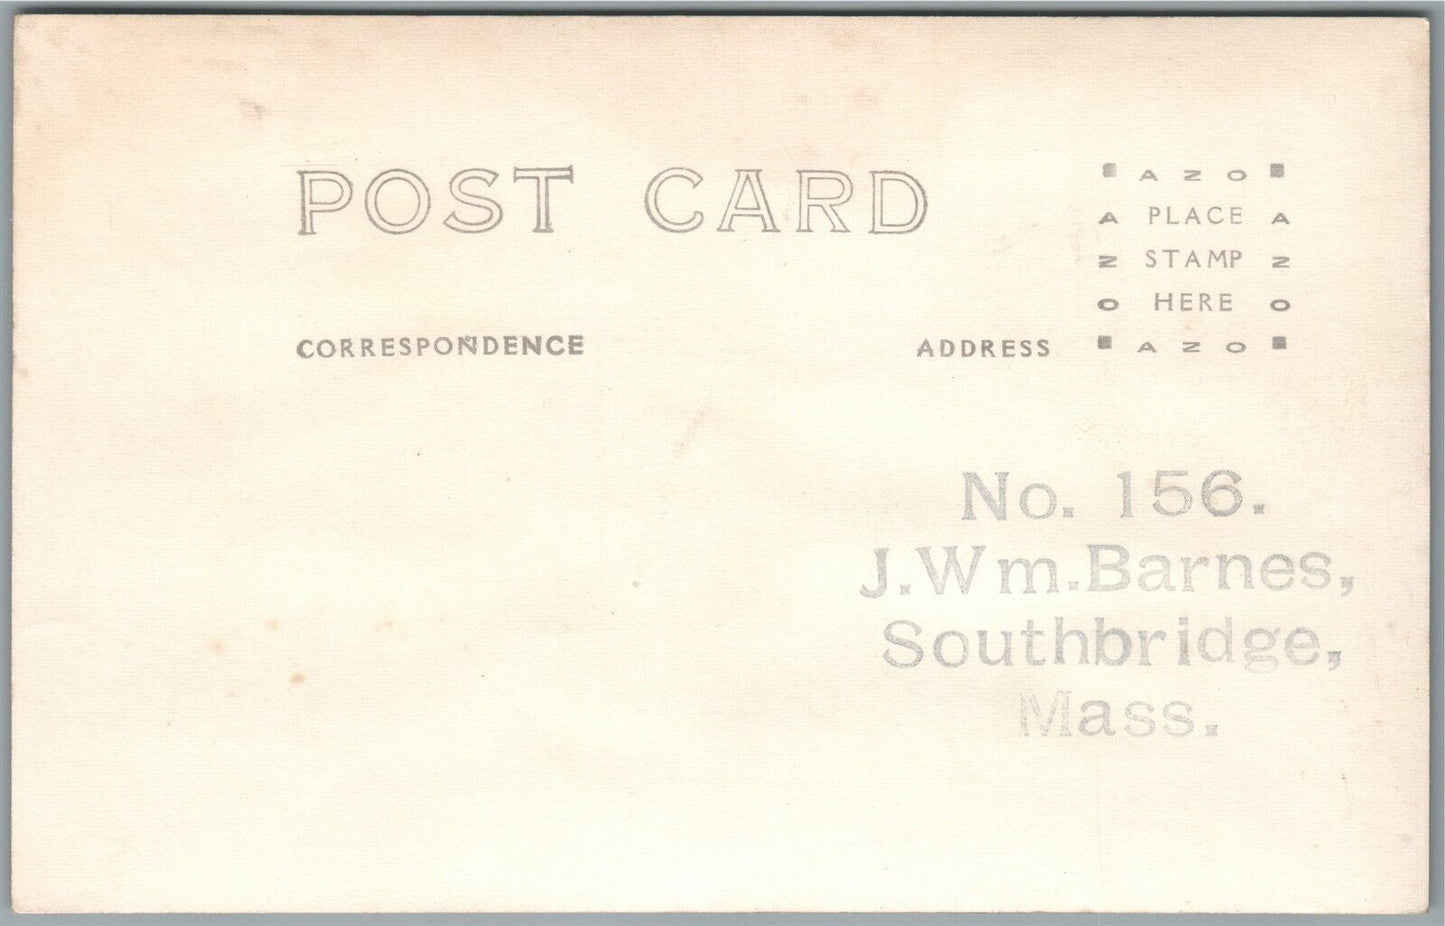 POST CARD
AZO
A PLACE A
Z STAMP Z
O HERE O
AZO
CORRESPONDENCE
ADDRESS
No. 156.
J.Wm.Barnes,
Southbridge,
Mass.